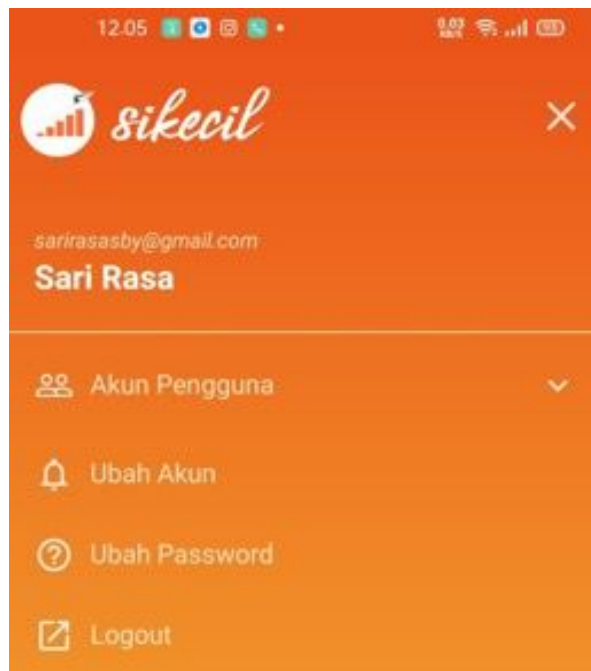 12.05
sikecil
sarirasasby@gmail.com
Sari Rasa
Akun Pengguna
Ubah Akun
Ubah Password
Logout